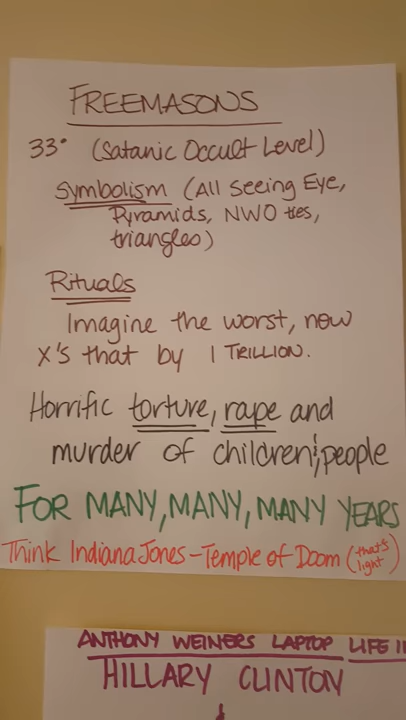 FREEMASONS
33° (Satanic Occult Level)
Symbolism (All Seeing Eye,
Pyramids, NWO ties,
triangles)
Rituals
Imagine the worst, now
X's that by 1 TRILLION.
Horrific torture, rape and
murder of children & people
FOR MANY, MANY, MANY YEARS
Think Indiana Jones - Temple of Doom (that's
light)
ANTHONY WEINERS LAPTOP LIFE I
HILLARY CLINTON